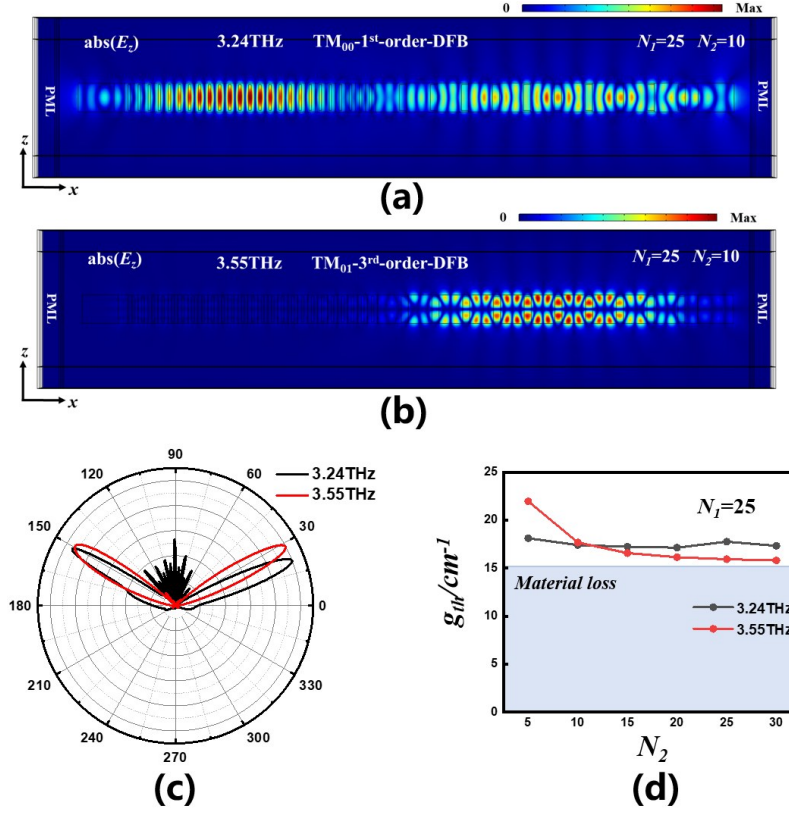 0 Max
abs(E_z) 3.24THz TM₀₀-1ˢᵗ-order-DFB N₁=25 N₂=10
PML PML
z
x
(a)
0 Max
abs(E_z) 3.55THz TM₀₁-3ʳᵈ-order-DFB N₁=25 N₂=10
PML PML
z
x
(b)
90
120 60
150 30
180 0
210 330
240 300
270
3.24THz
3.55THz
(c)
25
20
15
10
5
0
g_th/cm⁻¹
N₁=25
Material loss
3.24THz
3.55THz
5 10 15 20 25 30
N₂
(d)